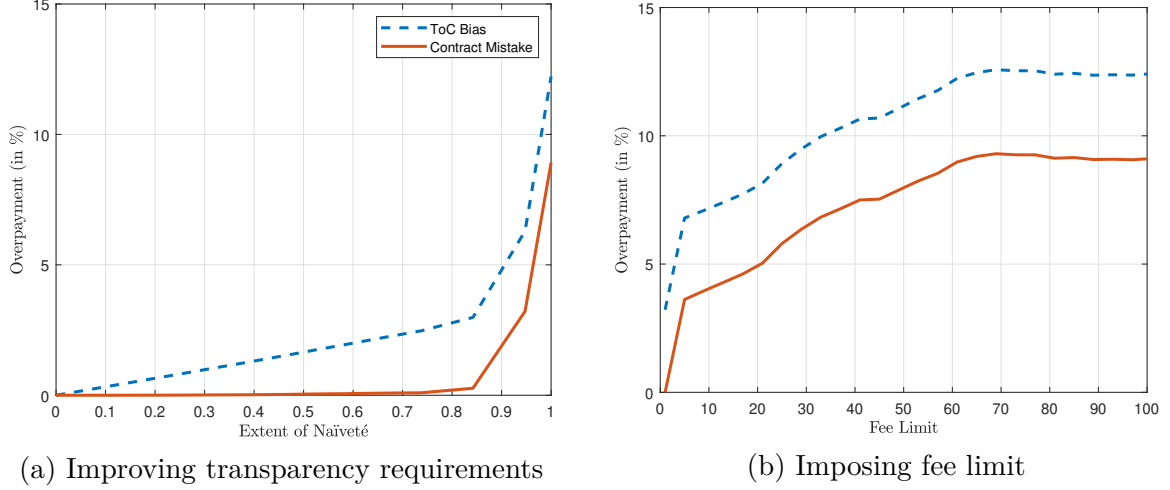 15
10
5
0
Overpayment (in %)
ToC Bias
Contract Mistake
0 0.1 0.2 0.3 0.4 0.5 0.6 0.7 0.8 0.9 1
Extent of Naïveté
(a) Improving transparency requirements
15
10
5
0
Overpayment (in %)
0 10 20 30 40 50 60 70 80 90 100
Fee Limit
(b) Imposing fee limit